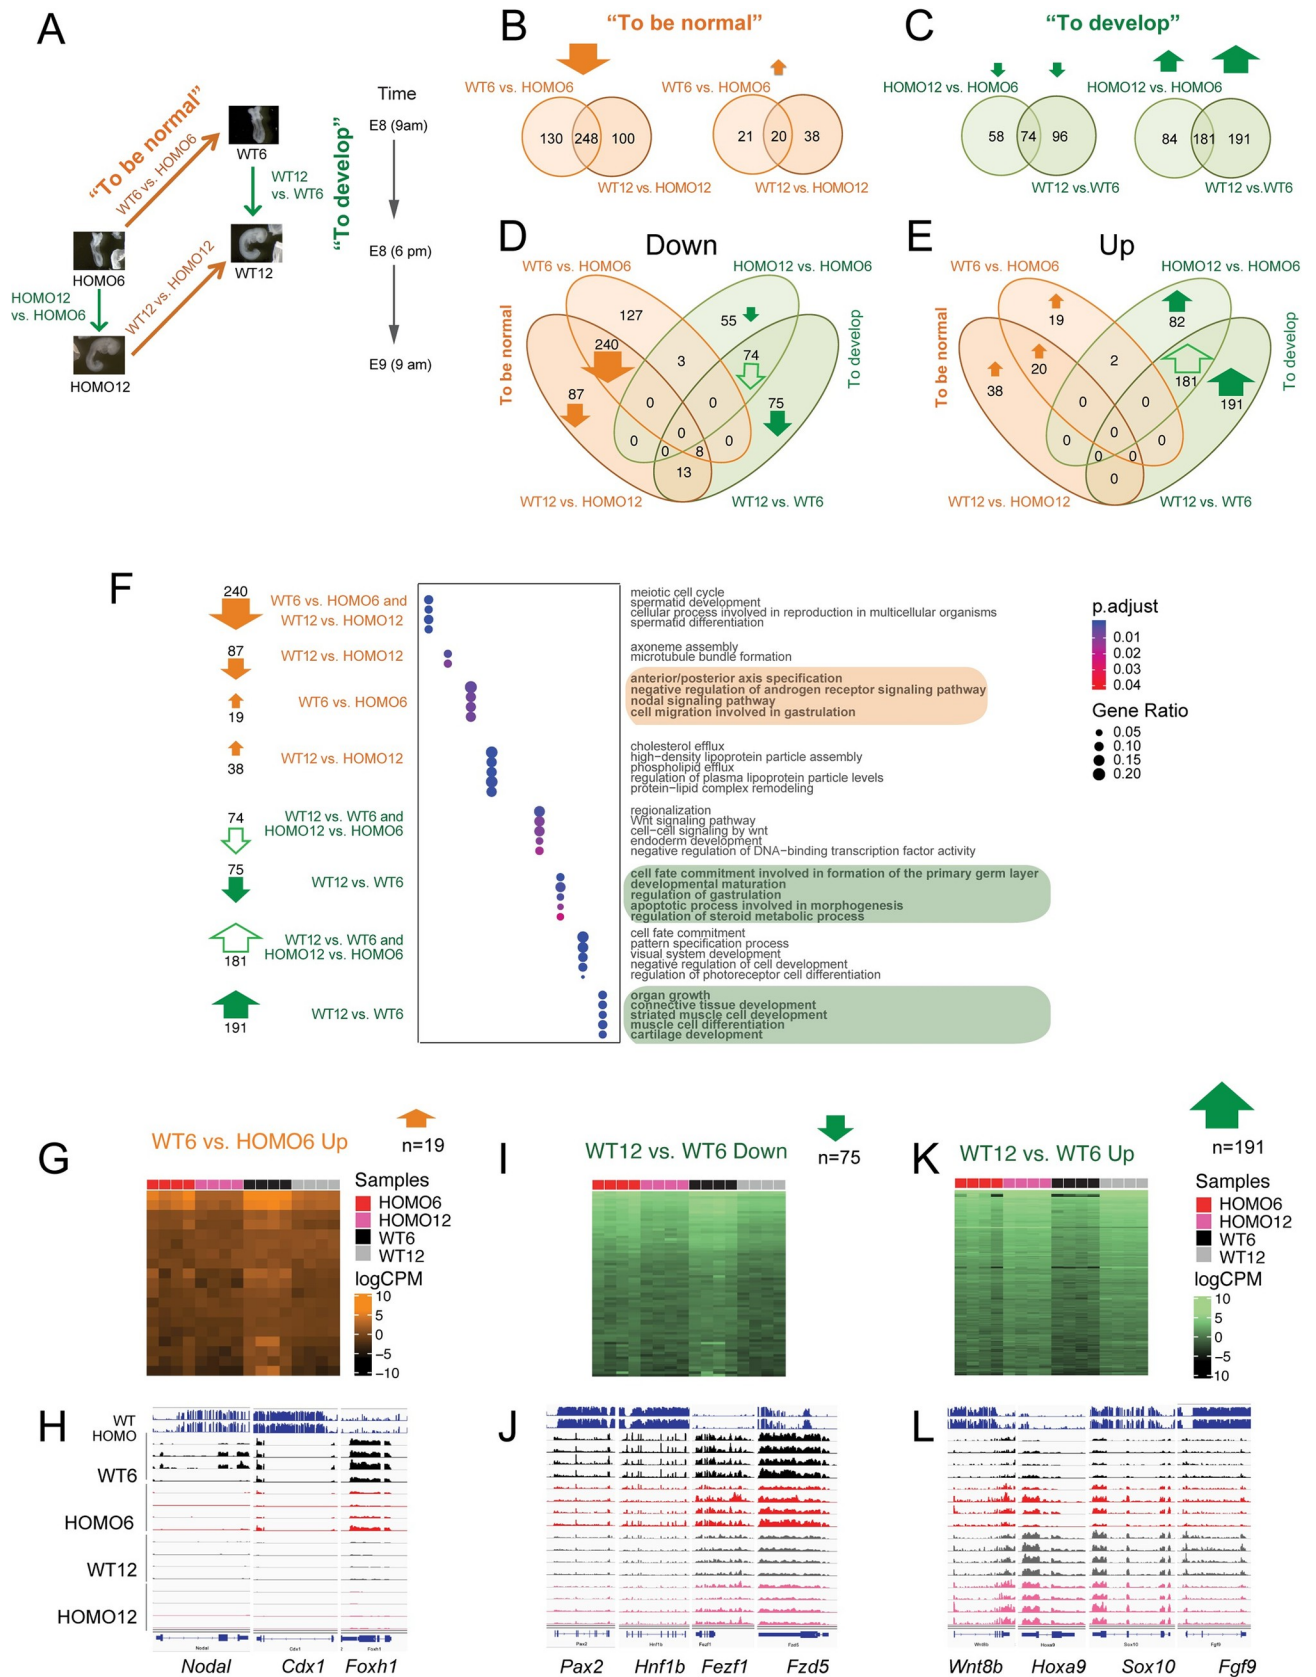 A
“To be normal”
WT6 vs. HOMO6
WT6
WT12
vs. WT6
“To develop”
HOMO6
HOMO12
vs. HOMO6
WT12 vs. HOMO12
WT12
HOMO12
Time
E8 (9am)
E8 (6 pm)
E9 (9 am)
B
“To be normal”
WT6 vs. HOMO6
130
248
100
WT12 vs. HOMO12
WT6 vs. HOMO6
21
20
38
WT12 vs. HOMO12
C
“To develop”
HOMO12 vs. HOMO6
58
74
96
WT12 vs.WT6
HOMO12 vs. HOMO6
84
181
191
WT12 vs.WT6
D
Down
WT6 vs. HOMO6
HOMO12 vs. HOMO6
To be normal
To develop
127
55
240
3
74
87
0
0
75
0
0
0
0
8
13
WT12 vs. HOMO12
WT12 vs. WT6
E
Up
WT6 vs. HOMO6
HOMO12 vs. HOMO6
To be normal
To develop
19
82
20
2
181
38
191
0
0
0
0
0
0
0
0
WT12 vs. HOMO12
WT12 vs. WT6
F
240
WT6 vs. HOMO6 and
WT12 vs. HOMO12
meiotic cell cycle
spermatid development
cellular process involved in reproduction in multicellular organisms
spermatid differentiation
87
WT12 vs. HOMO12
axoneme assembly
microtubule bundle formation
19
WT6 vs. HOMO6
anterior/posterior axis specification
negative regulation of androgen receptor signaling pathway
nodal signaling pathway
cell migration involved in gastrulation
38
WT12 vs. HOMO12
cholesterol efflux
high−density lipoprotein particle assembly
phospholipid efflux
regulation of plasma lipoprotein particle levels
protein−lipid complex remodeling
74
WT12 vs. WT6 and
HOMO12 vs. HOMO6
regionalization
Wnt signaling pathway
cell−cell signaling by wnt
endoderm development
negative regulation of DNA−binding transcription factor activity
75
WT12 vs. WT6
cell fate commitment involved in formation of the primary germ layer
developmental maturation
regulation of gastrulation
apoptotic process involved in morphogenesis
regulation of steroid metabolic process
181
WT12 vs. WT6 and
HOMO12 vs. HOMO6
cell fate commitment
pattern specification process
visual system development
negative regulation of cell development
regulation of photoreceptor cell differentiation
191
WT12 vs. WT6
organ growth
connective tissue development
striated muscle cell development
muscle cell differentiation
cartilage development
p.adjust
0.01
0.02
0.03
0.04
Gene Ratio
0.05
0.10
0.15
0.20
G
WT6 vs. HOMO6 Up
n=19
Samples
HOMO6
HOMO12
WT6
WT12
logCPM
10
5
0
−5
−10
I
WT12 vs. WT6 Down
n=75
K
WT12 vs. WT6 Up
n=191
Samples
HOMO6
HOMO12
WT6
WT12
logCPM
10
5
0
−5
−10
H
WT
HOMO
WT6
HOMO6
WT12
HOMO12
Nodal
Cdx1
Foxh1
Nodal
Cdx1
Foxh1
J
Pax2
Hnf1b
Fezf1
Fzd5
Pax2
Hnf1b
Fezf1
Fzd5
L
Wnt8b
Hoxa9
Sox10
Fgf9
Wnt8b
Hoxa9
Sox10
Fgf9